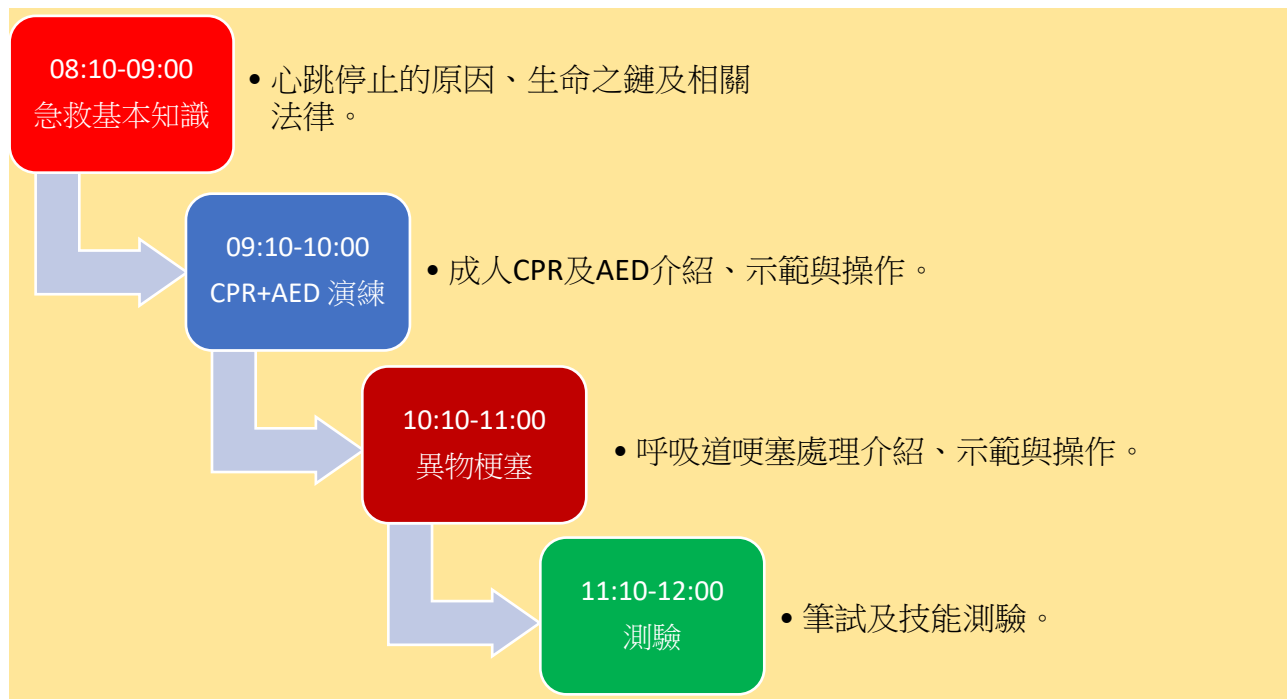 08:10-09:00
急救基本知識
• 心跳停止的原因、生命之鏈及相關
法律。
09:10-10:00
CPR+AED 演練
• 成人CPR及AED介紹、示範與操作。
10:10-11:00
異物梗塞
• 呼吸道哽塞處理介紹、示範與操作。
11:10-12:00
測驗
• 筆試及技能測驗。